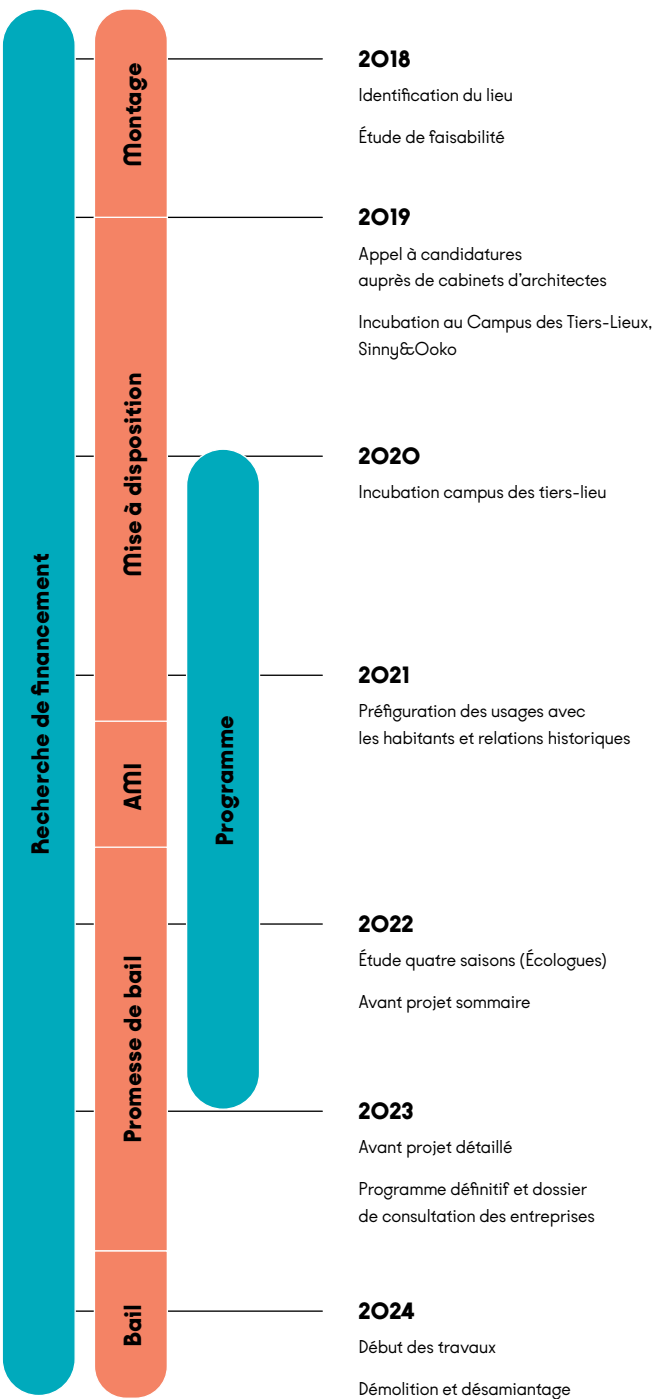 Recherche de financement
Montage
Mise à disposition
AMI
Promesse de bail
Bail
Programme
2018
Identification du lieu
Étude de faisabilité
2019
Appel à candidatures
auprès de cabinets d'architectes
Incubation au Campus des Tiers-Lieux,
Sinny&Ooko
2020
Incubation campus des tiers-lieu
2021
Préfiguration des usages avec
les habitants et relations historiques
2022
Étude quatre saisons (Écologues)
Avant projet sommaire
2023
Avant projet détaillé
Programme définitif et dossier
de consultation des entreprises
2024
Début des travaux
Démolition et désamiantage